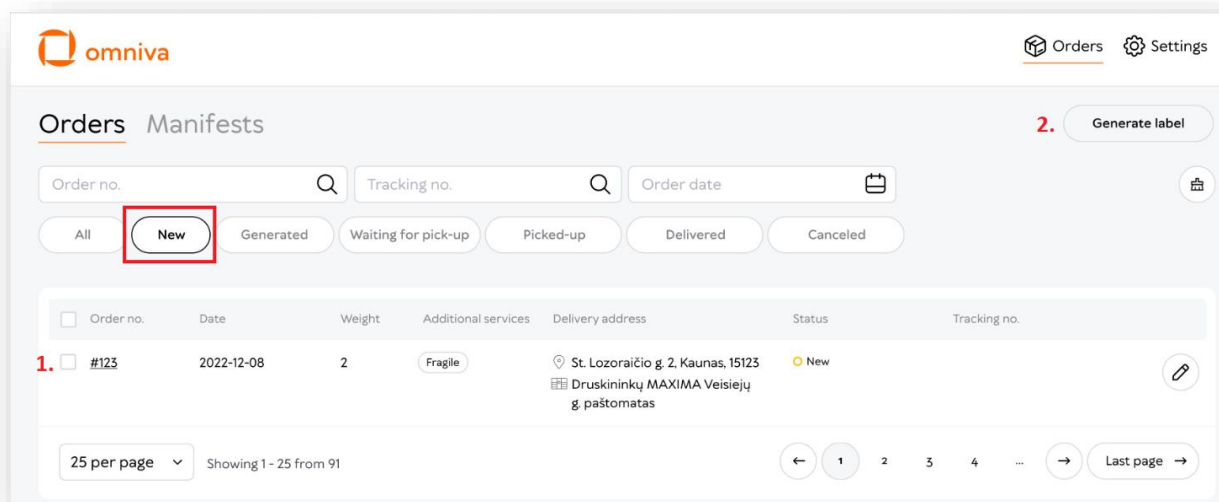 omniva
Orders Settings
Orders Manifests
2. Generate label
Order no. Tracking no. Order date
All New Generated Waiting for pick-up Picked-up Delivered Canceled
Order no. Date Weight Additional services Delivery address Status Tracking no.
1. #123 2022-12-08 2 Fragile St. Lozoraičio g. 2, Kaunas, 15123 New
Druskininkų MAXIMA Veisiejų
g. paštomatas
25 per page Showing 1 - 25 from 91 ← 1 2 3 4 ... → Last page →